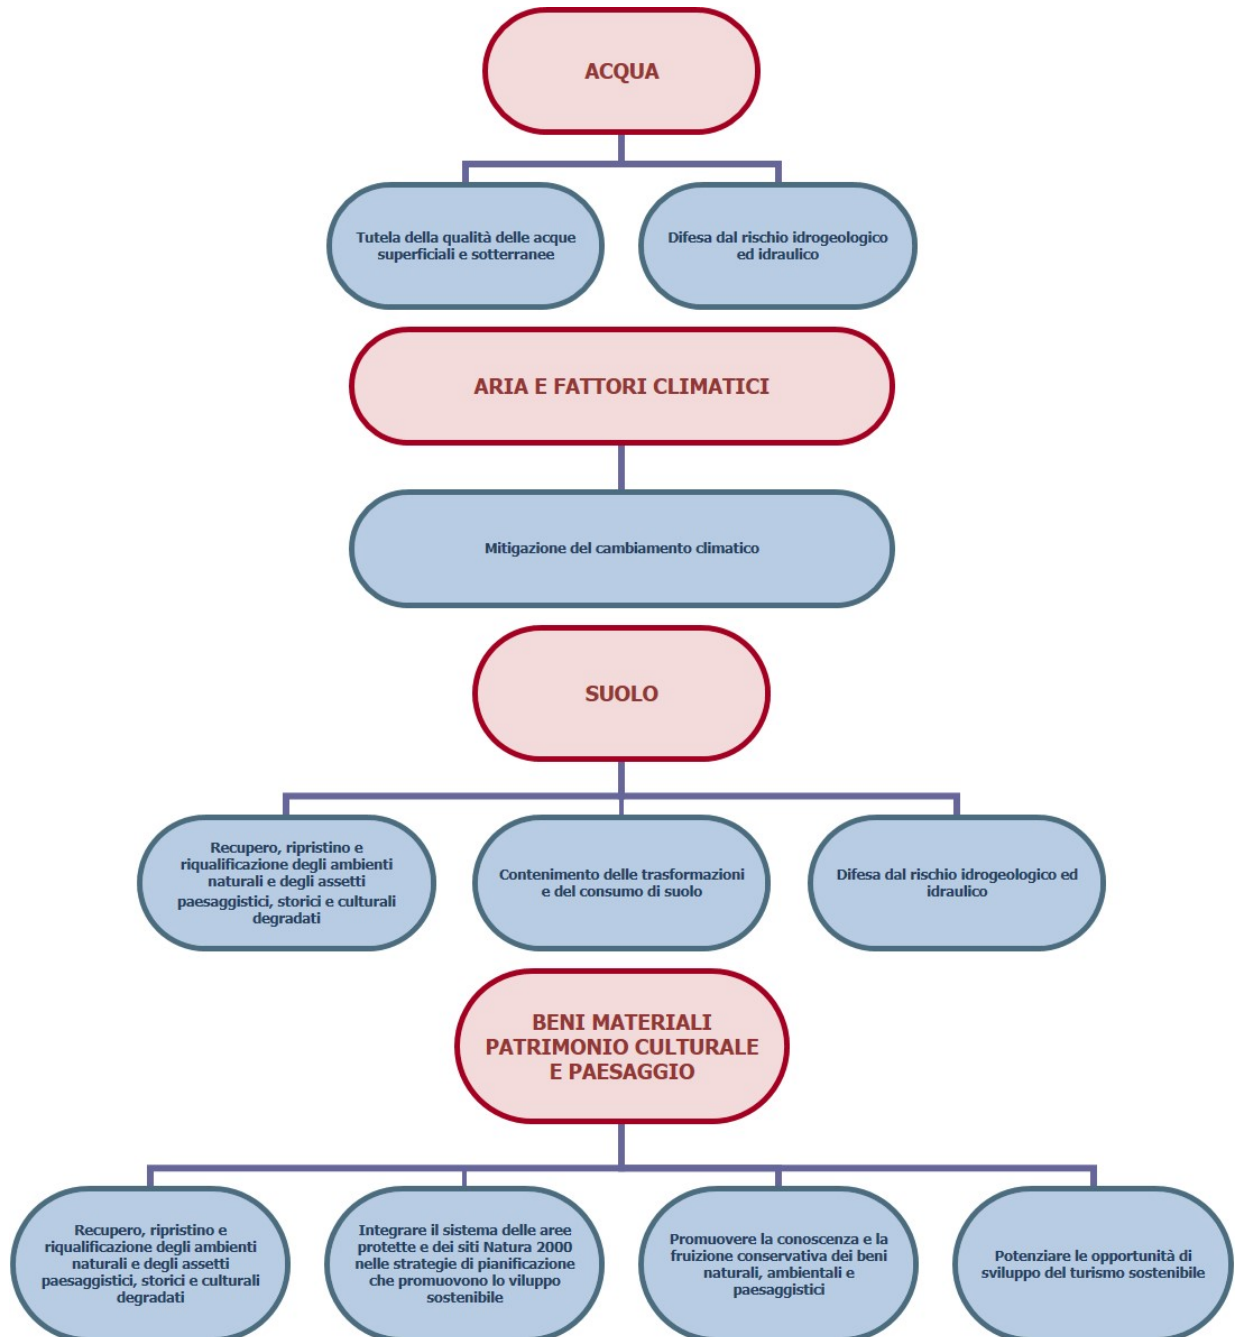 ACQUA
Tutela della qualità delle acque
superficiali e sotterranee
Difesa dal rischio idrogeologico
ed idraulico
ARIA E FATTORI CLIMATICI
Mitigazione del cambiamento climatico
SUOLO
Recupero, ripristino e
riqualificazione degli ambienti
naturali e degli assetti
paesaggistici, storici e culturali
degradati
Contenimento delle trasformazioni
e del consumo di suolo
Difesa dal rischio idrogeologico ed
idraulico
BENI MATERIALI
PATRIMONIO CULTURALE
E PAESAGGIO
Recupero, ripristino e
riqualificazione degli ambienti
naturali e degli assetti
paesaggistici, storici e culturali
degradati
Integrare il sistema delle aree
protette e dei siti Natura 2000
nelle strategie di pianificazione
che promuovono lo viluppo
sostenibile
Promuovere la conoscenza e la
fruizione conservativa dei beni
naturali, ambientali e
paesaggistici
Potenziare le opportunità di
sviluppo del turismo sostenibile